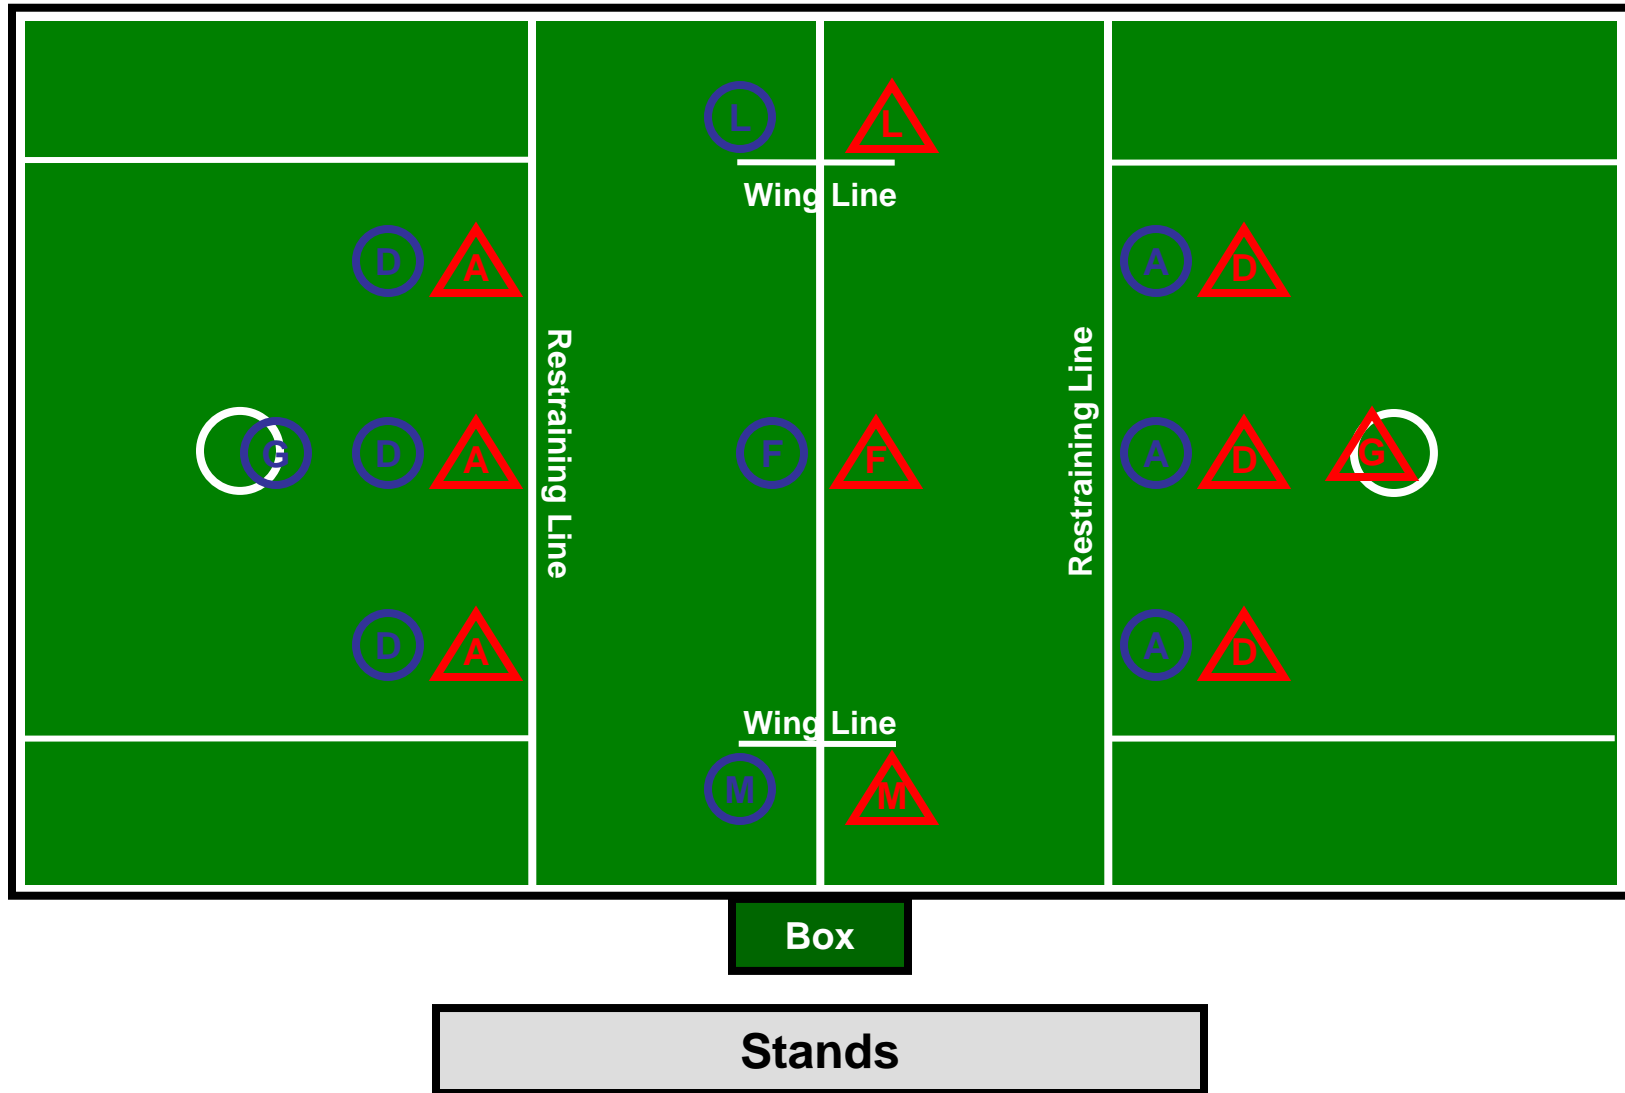 L L
Wing Line
D A A D
Restraining Line
Restraining Line
G D A F F A D G
D A A D
Wing Line
M M
Box
Stands